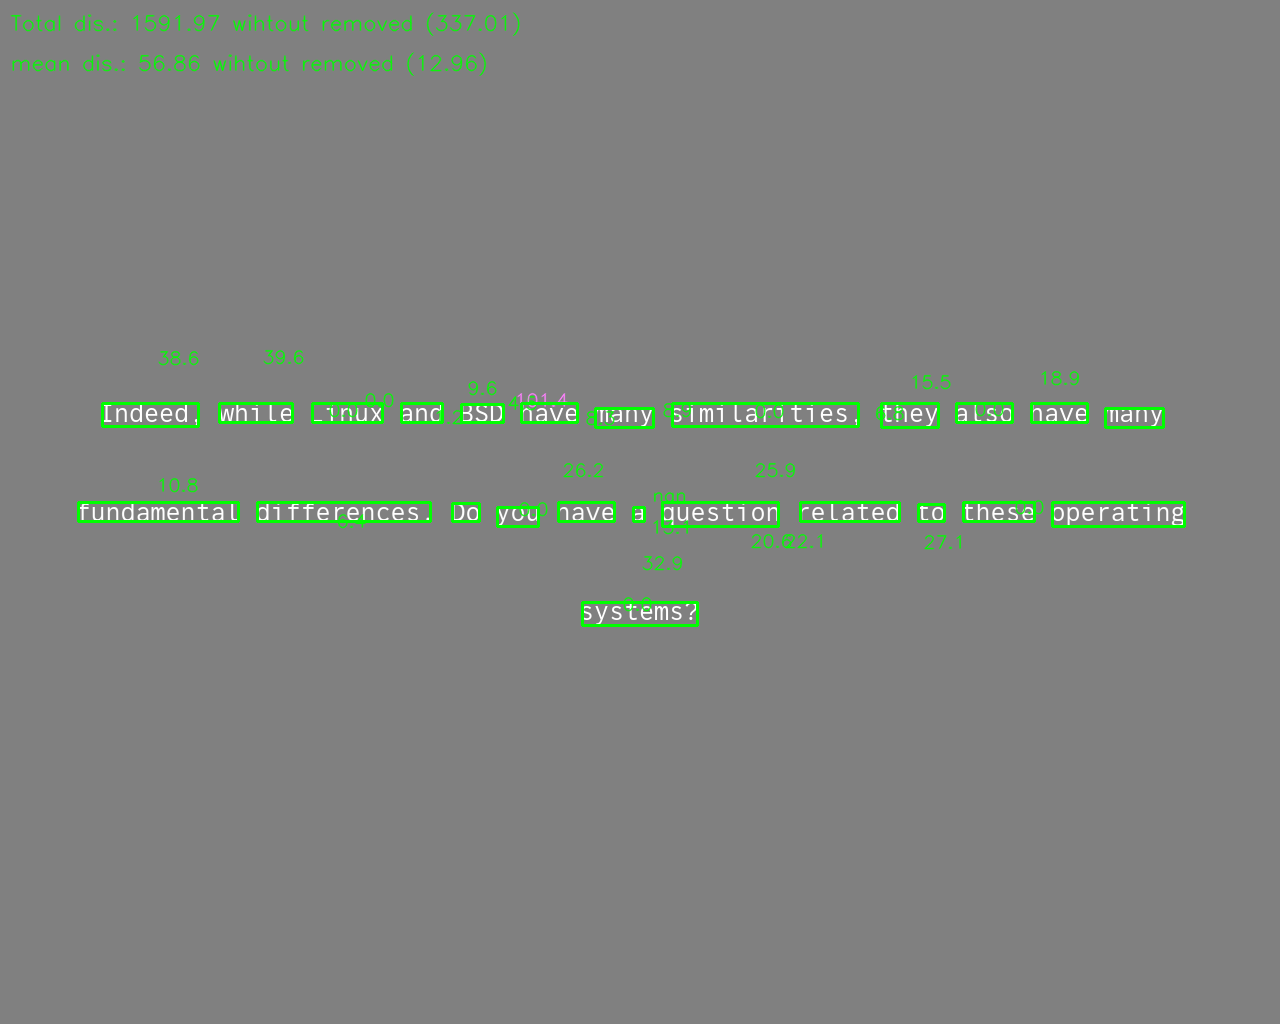 Total dis.: 1591.97 wihtout removed (337.01)
mean dis.: 56.86 wihtout removed (12.96)
38.6 39.6 15.5 18.9
9.6 0.0 101.4
Indeed, while Linux and BSD have many similarities, they also have many
10.8 26.2 25.9
fundamental differences. Do you have a question related to these operating
20.6 22.1 27.1
32.9
systems?